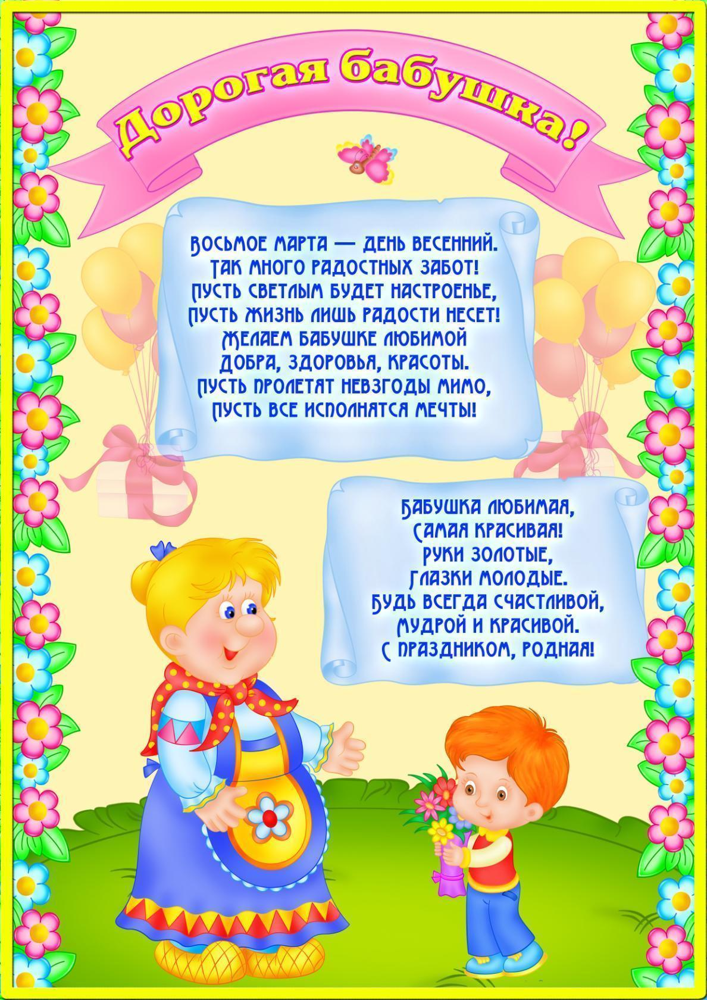 Дорогая бабушка!
Восьмое марта — день весенний.
Так много радостных забот!
Пусть светлым будет настроенье,
Пусть жизнь лишь радости несет!
Желаем бабушке любимой
Добра, здоровья, красоты.
Пусть пролетят невзгоды мимо,
Пусть все исполнятся мечты!
Бабушка любимая,
Самая красивая!
Руки золотые,
Глазки молодые.
Будь всегда счастливой,
Мудрой и красивой.
С праздником, родная!